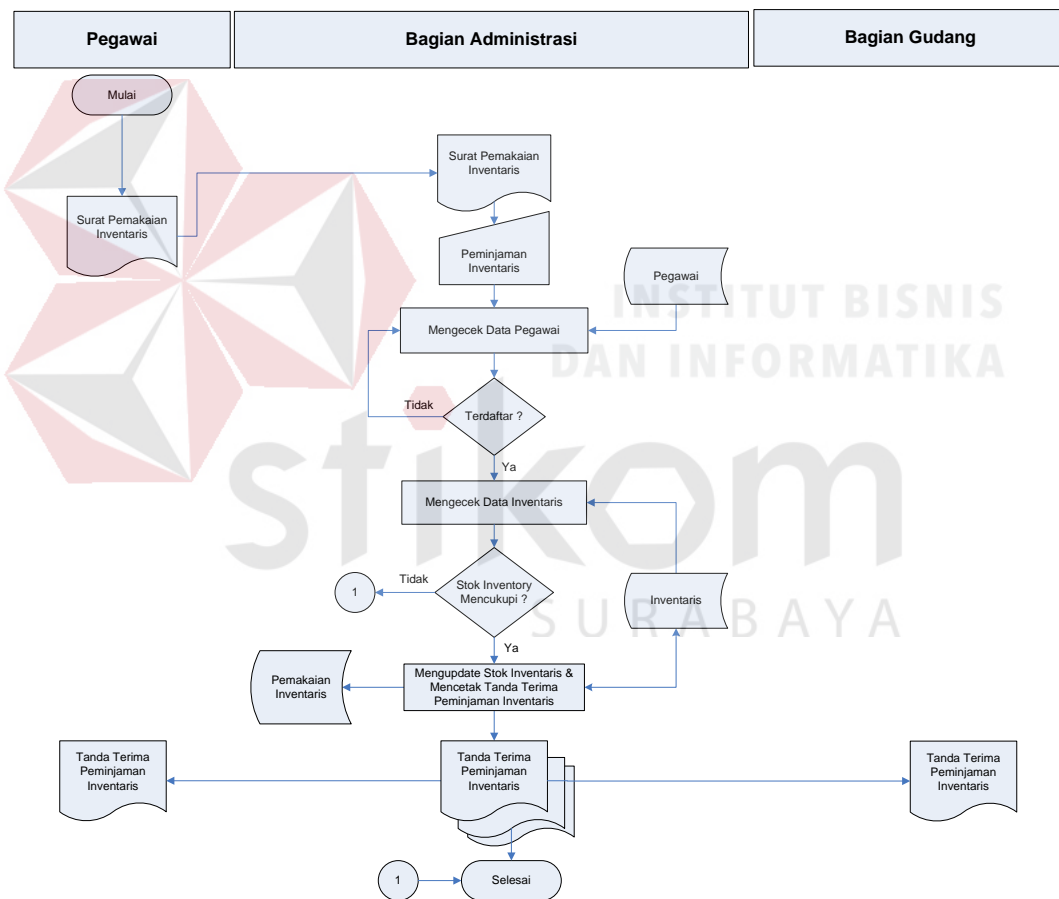 Pegawai
Bagian Administrasi
Bagian Gudang
Mulai
Surat Pemakaian
Inventaris
Surat Pemakaian
Inventaris
Peminjaman
Inventaris
Pegawai
INSTITUT BISNIS
DAN INFORMATIKA
Mengecek Data Pegawai
Tidak
Terdaftar ?
Ya
stikom
SURABAYA
Mengecek Data Inventaris
Tidak
1
Stok Inventory
Mencukupi ?
Inventaris
Ya
Pemakaian
Inventaris
Mengupdate Stok Inventaris &
Mencetak Tanda Terima
Peminjaman Inventaris
Tanda Terima
Peminjaman
Inventaris
Tanda Terima
Peminjaman
Inventaris
Tanda Terima
Peminjaman
Inventaris
1
Selesai